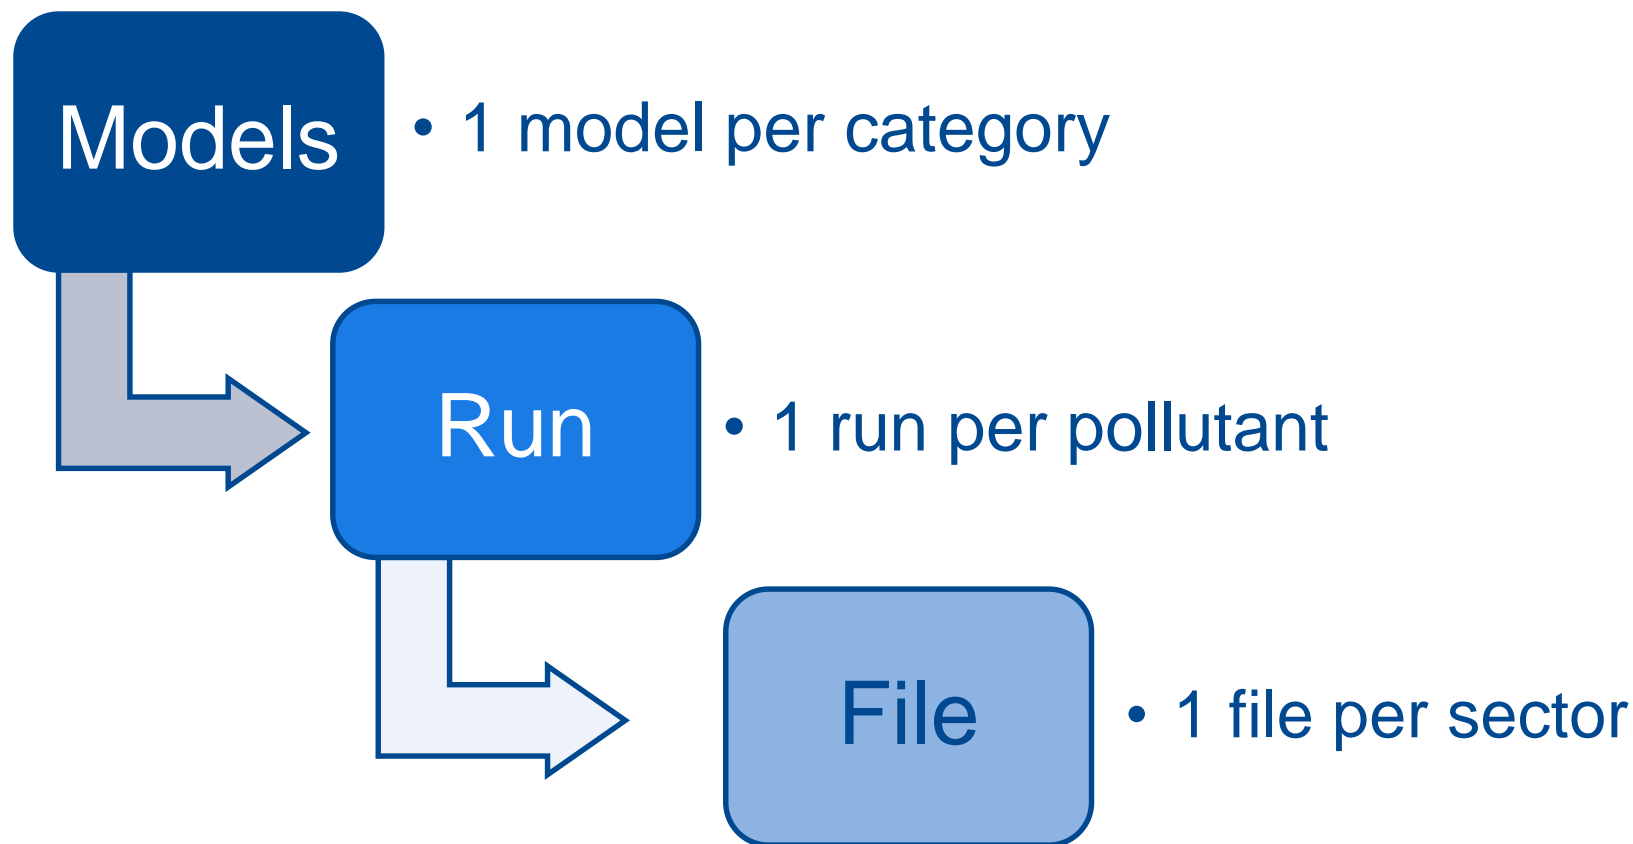 Models
• 1 model per category
Run
• 1 run per pollutant
File
• 1 file per sector